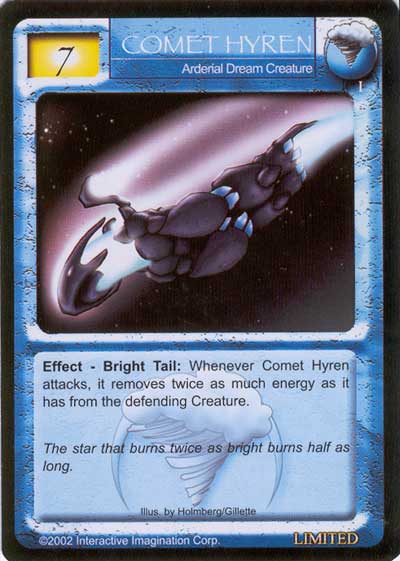 7
COMET HYREN
Arderial Dream Creature
1
Effect - Bright Tail: Whenever Comet Hyren
attacks, it removes twice as much energy as it
has from the defending Creature.
The star that burns twice as bright burns half as
long.
Illus. by Holmberg/Gillette
©2002 Interactive Imagination Corp.
LIMITED